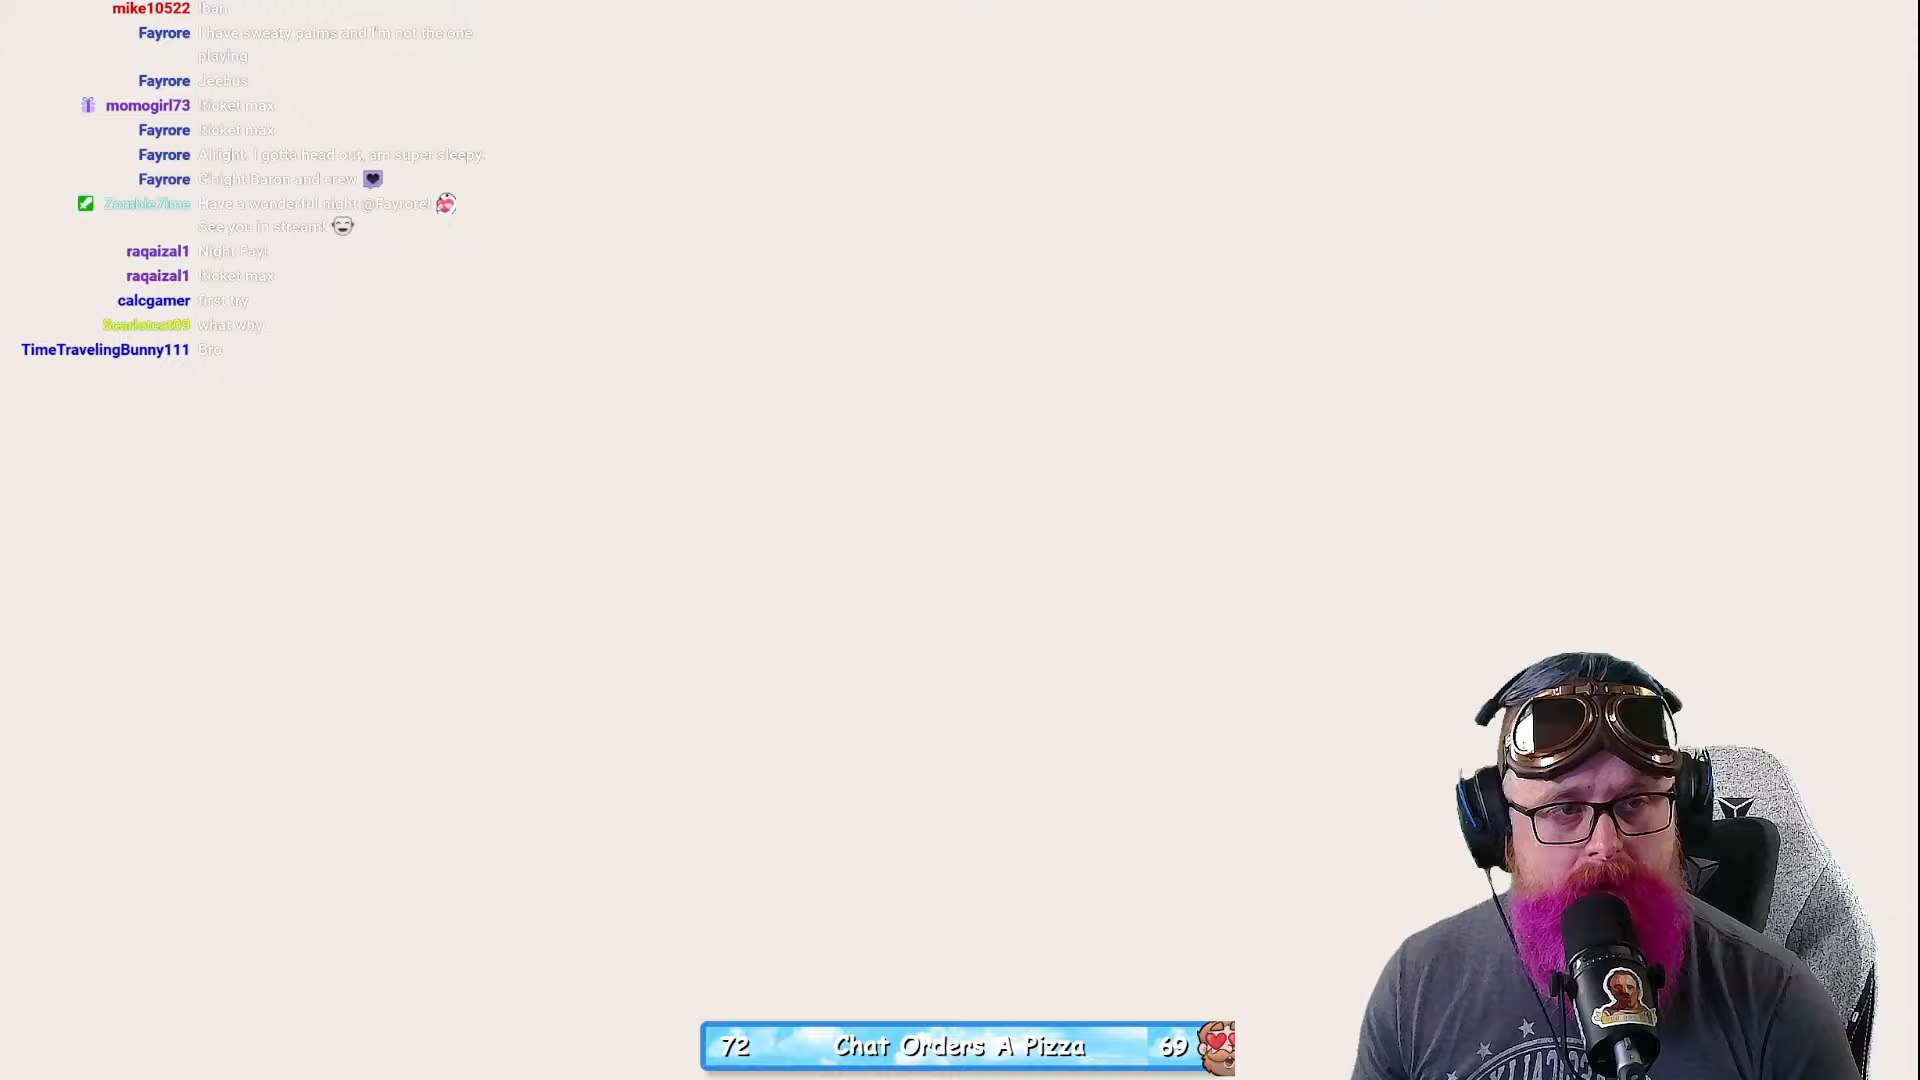 mike10522 !ban
Fayrore I have sweaty palms and I'm not the one
playing
Fayrore Jeebus
momogirl73 !ticket max
Fayrore !ticket max
Fayrore Alright. I gotta head out, am super sleepy.
Fayrore G'night Baron and crew
ZombieZime Have a wonderful night @Fayrore!
See you in stream!
raqaizal1 Night Fay!
raqaizal1 !ticket max
calcgamer first try
Scarletcat09 what why
TimeTravelingBunny111 Bro
72 Chat Orders A Pizza 69